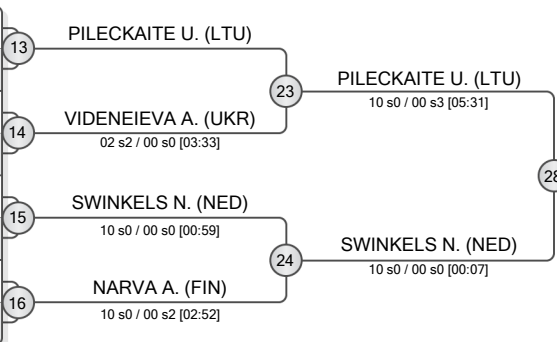 13
PILECKAITE U. (LTU)
23
PILECKAITE U. (LTU)
10 s0 / 00 s3 [05:31]
14
VIDENEIEVA A. (UKR)
02 s2 / 00 s0 [03:33]
28
15
SWINKELS N. (NED)
10 s0 / 00 s0 [00:59]
24
SWINKELS N. (NED)
10 s0 / 00 s0 [00:07]
16
NARVA A. (FIN)
10 s0 / 00 s2 [02:52]